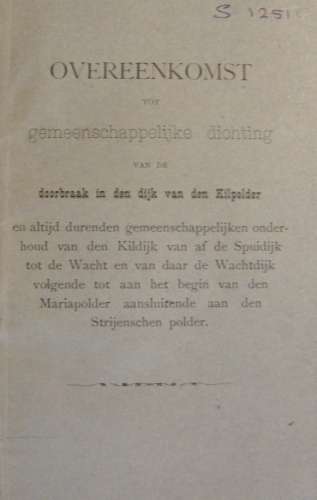 S 1251
OVEREENKOMST
TOT
gemeenschappelijke dichting
VAN DE
doorbraak in den dijk van den Kilpolder
en altijd durenden gemeenschappelijken onder-
houd van den Kildijk van af de Spuidijk
tot de Wacht en van daar de Wachtdijk
volgende tot aan het begin van den
Mariapolder aansluitende aan den
Strijenschen polder.